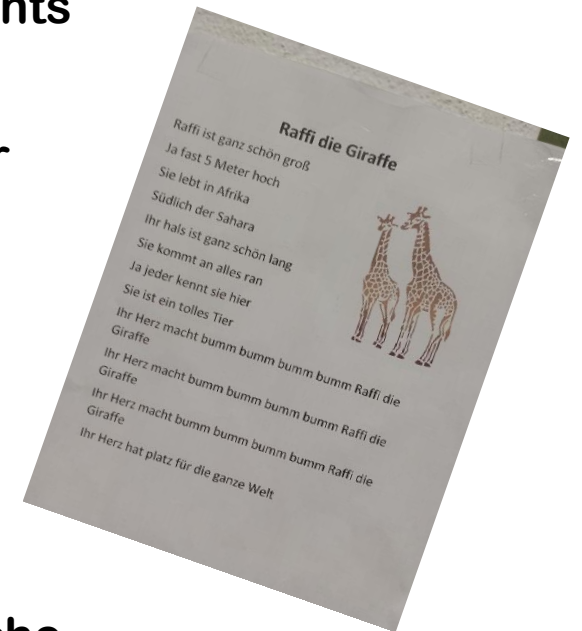 nts
r
Raffi die Giraffe
Raffi ist ganz schön groß
Ja fast 5 Meter hoch
Sie lebt in Afrika
Südlich der Sahara
Ihr hals ist ganz schön lang
Sie kommt an alles ran
Ja jeder kennt sie hier
Sie ist ein tolles Tier
Ihr Herz macht bumm bumm bumm bumm Raffi die
Giraffe
Ihr Herz macht bumm bumm bumm bumm Raffi die
Giraffe
Ihr Herz macht bumm bumm bumm bumm Raffi die
Giraffe
Ihr Herz hat platz für die ganze Welt